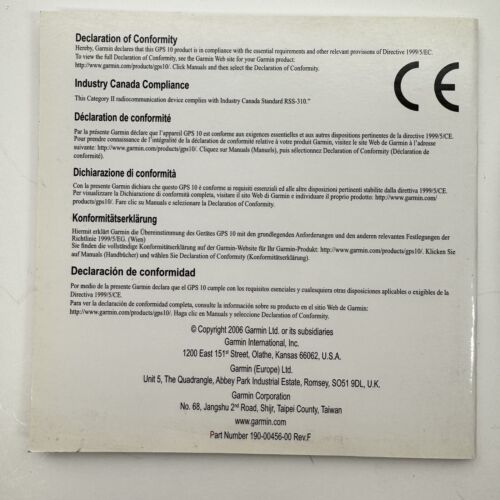 Declaration of Conformity
Hereby, Garmin declares that this GPS 10 product is in compliance with the essential requirements and other relevant provisions of Directive 1999/5/EC.
To view the full Declaration of Conformity, see the Garmin Web site for your Garmin product:
http://www.garmin.com/products/gps10/. Click Manuals and then select the Declaration of Conformity.
CE
Industry Canada Compliance
This Category II radiocommunication device complies with Industry Canada Standard RSS-310."
Déclaration de conformité
Par la présente Garmin déclare que l'appareil GPS 10 est conforme aux exigences essentielles et aux autres dispositions pertinentes de la directive 1999/5/CE.
Pour prendre connaissance de l'intégralité de la déclaration de conformité relative à votre produit Garmin, visitez le site Web de Garmin à l'adresse
suivante: http://www.garmin.com/products/gps10/. Cliquez sur Manuals (Manuels), puis sélectionnez Declaration of Conformity (Déclaration de
conformité).
Dichiarazione di conformità
Con la presente Garmin dichiara che questo GPS 10 è conforme ai requisiti essenziali ed alle altre disposizioni pertinenti stabilite dalla direttiva 1999/5/CE.
Per visualizzare la Dichiarazione di conformità completa, visitare il sito Web di Garmin e individuare il proprio prodotto: http://www.garmin.com/
products/gps10/. Fare clic su Manuals e selezionare la Declaration of Conformity.
Konformitätserklärung
Hiermit erklärt Garmin die Übereinstimmung des Gerätes GPS 10 mit den grundlegenden Anforderungen und den anderen relevanten Festlegungen der
Richtlinie 1999/5/EG. (Wien)
Sie finden die vollständige Konformitätserklärung auf der Garmin-Website für Ihr Garmin-Produkt: http://www.garmin.com/products/gps10/. Klicken Sie
auf Manuals (Handbücher) und wählen Sie Declaration of Conformity (Konformitätserklärung).
Declaración de conformidad
Por medio de la presente Garmin declara que el GPS 10 cumple con los requisitos esenciales y cualesquiera otras disposiciones aplicables o exigibles de la
Directiva 1999/5/CE.
Para ver la declaración de conformidad completa, consulte la información sobre su producto en el sitio Web de Garmin:
http://www.garmin.com/products/gps10/. Haga clic en Manuals y seleccione Declaration of Conformity.
© Copyright 2006 Garmin Ltd. or its subsidiaries
Garmin International, Inc.
1200 East 151st Street, Olathe, Kansas 66062, U.S.A.
Garmin (Europe) Ltd.
Unit 5, The Quadrangle, Abbey Park Industrial Estate, Romsey, SO51 9DL, U.K.
Garmin Corporation
No. 68, Jangshu 2nd Road, Shijr, Taipei County, Taiwan
www.garmin.com
Part Number 190-00456-00 Rev.F